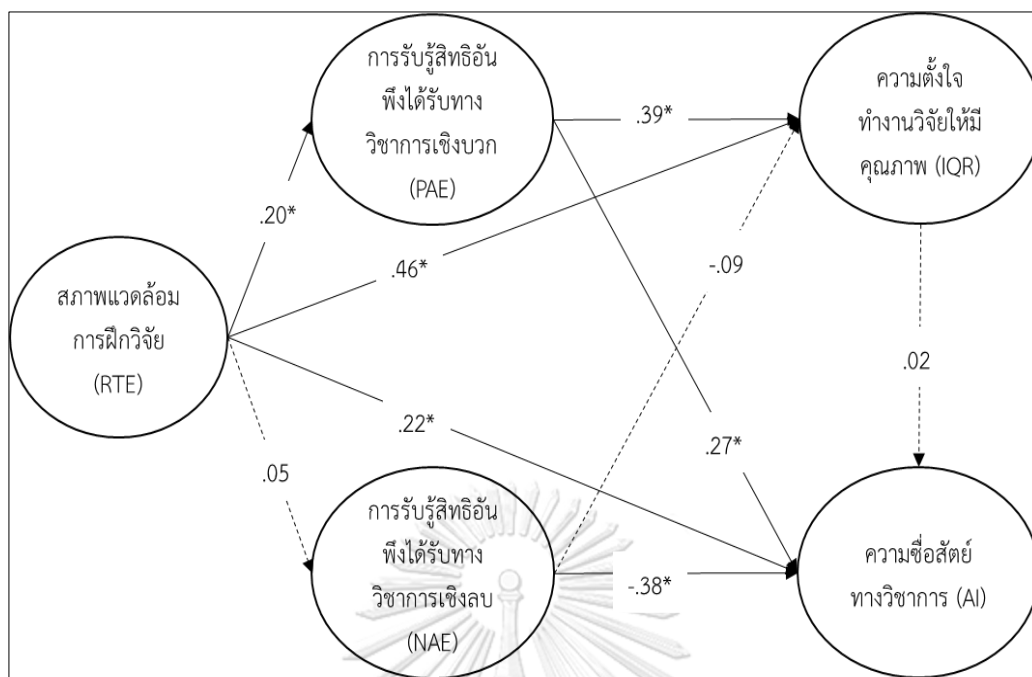 การรับรู้สิทธิอัน
พึงได้รับทาง
วิชาการเชิงบวก
(PAE)
ความตั้งใจ
ทำงานวิจัยให้มี
คุณภาพ (IQR)
.39*
.20*
.46*
-.09
สภาพแวดล้อม
การฝึกวิจัย
(RTE)
.02
.22*
.27*
.05
การรับรู้สิทธิอัน
พึงได้รับทาง
วิชาการเชิงลบ
(NAE)
-.38*
ความซื่อสัตย์
ทางวิชาการ (AI)